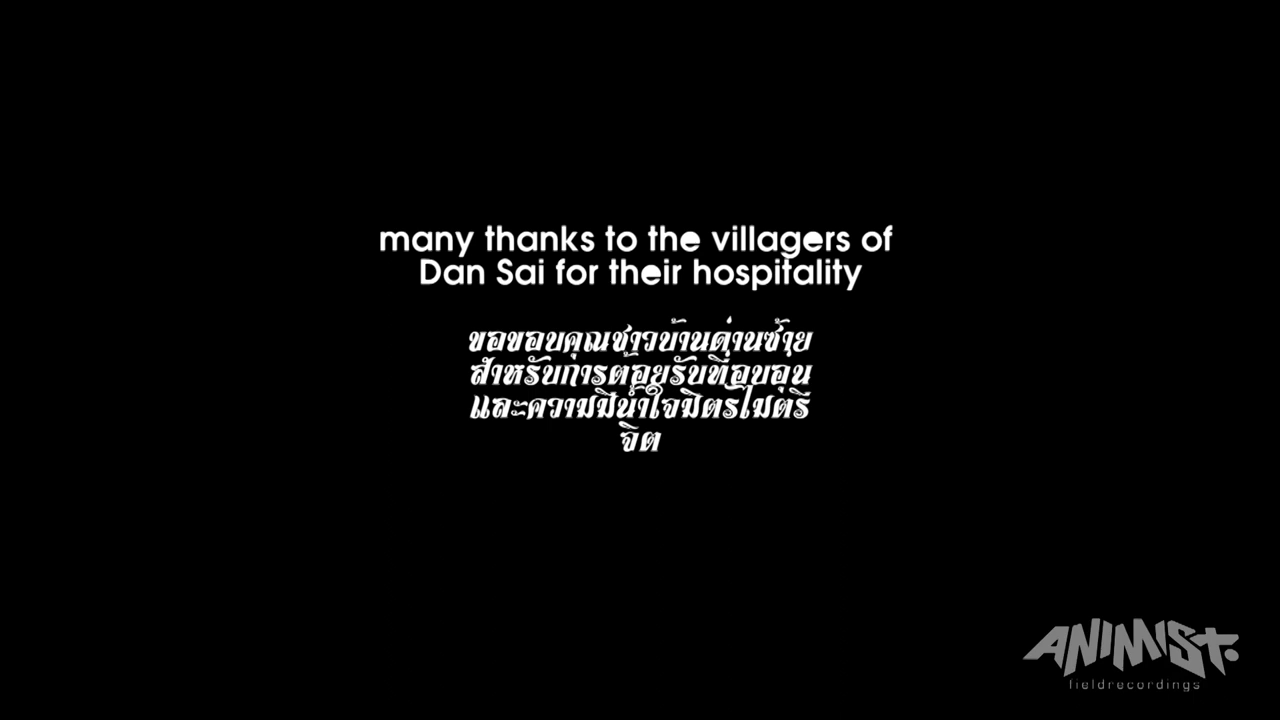 many thanks to the villagers of
Dan Sai for their hospitality
ขอขอบคุณชาวบ้านด่านซ้าย
สำหรับการต้อยรับที่อบอุ่น
และความมีน้ำใจมิตรไมตรี
จิต
ANIMIST.
fieldrecordings